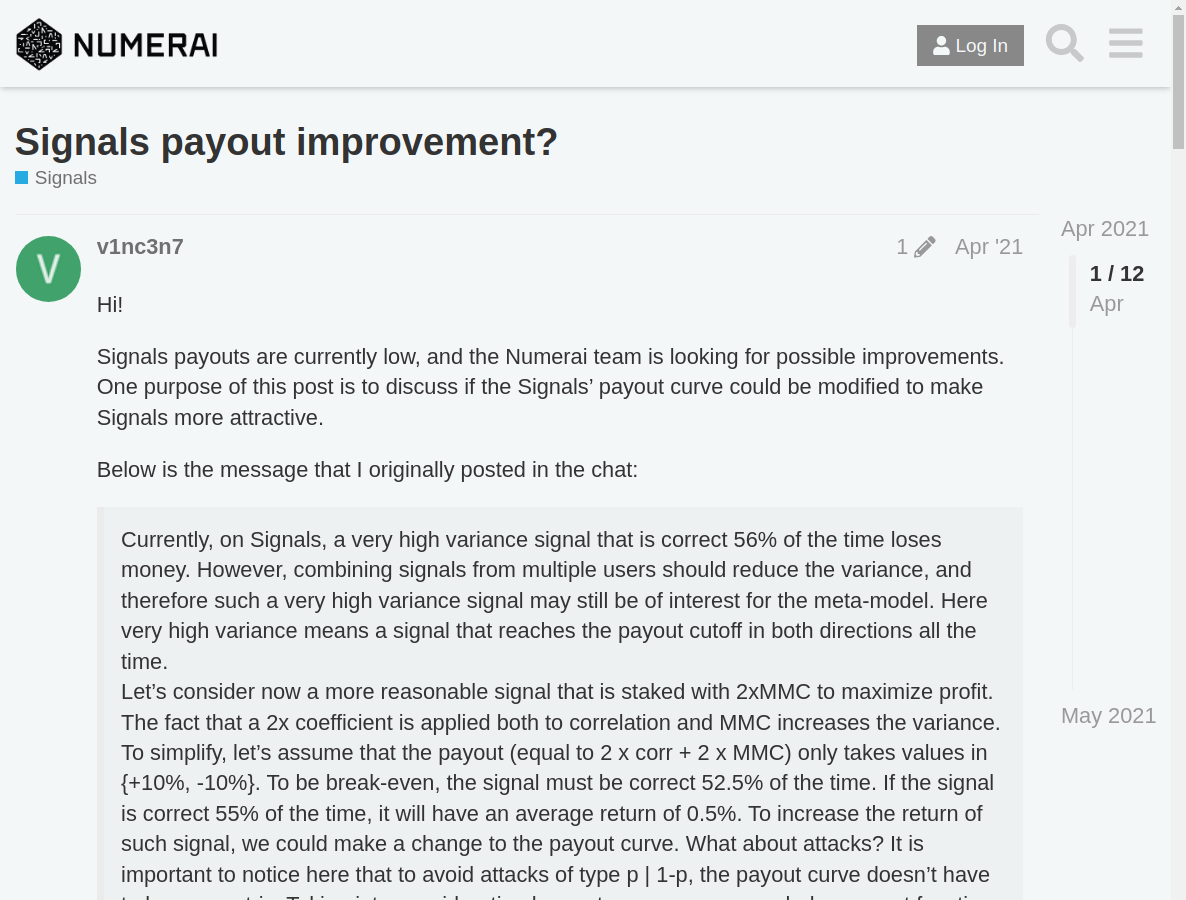 NUMERAI
Log In
Signals payout improvement?
Signals
v1nc3n7
1
Apr '21
Apr 2021
1 / 12
Apr
May 2021
V
Hi!
Signals payouts are currently low, and the Numerai team is looking for possible improvements.
One purpose of this post is to discuss if the Signals’ payout curve could be modified to make
Signals more attractive.
Below is the message that I originally posted in the chat:
Currently, on Signals, a very high variance signal that is correct 56% of the time loses
money. However, combining signals from multiple users should reduce the variance, and
therefore such a very high variance signal may still be of interest for the meta-model. Here
very high variance means a signal that reaches the payout cutoff in both directions all the
time.
Let’s consider now a more reasonable signal that is staked with 2xMMC to maximize profit.
The fact that a 2x coefficient is applied both to correlation and MMC increases the variance.
To simplify, let’s assume that the payout (equal to 2 x corr + 2 x MMC) only takes values in
{+10%, -10%}. To be break-even, the signal must be correct 52.5% of the time. If the signal
is correct 55% of the time, it will have an average return of 0.5%. To increase the return of
such signal, we could make a change to the payout curve. What about attacks? It is
important to notice here that to avoid attacks of type p | 1-p, the payout curve doesn’t have